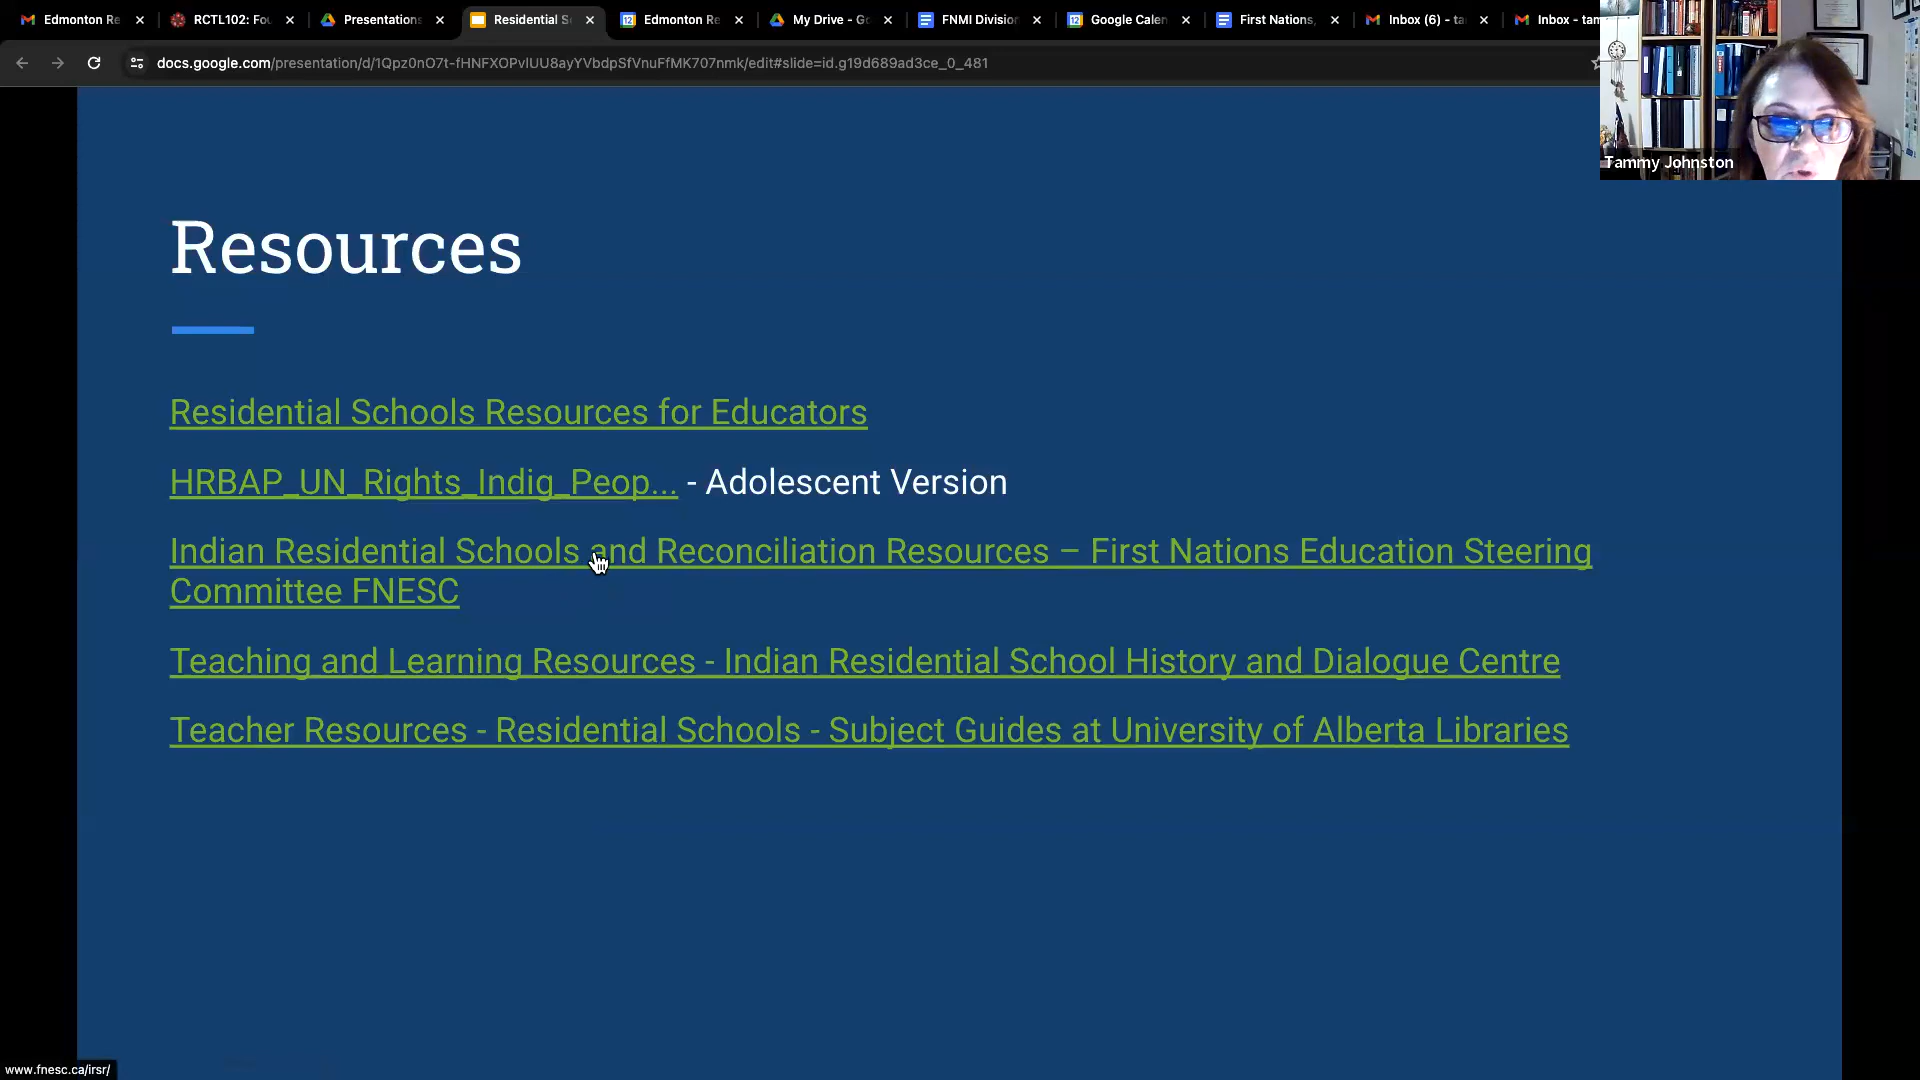 Edmonton Re
RCTL102: Fou
Presentations
Residential S
Edmonton Re
My Drive - Go
FNMI Division
Google Calen
First Nations,
Inbox (6) - ta
Inbox - tam
docs.google.com/presentation/d/1Qpz0nO7t-fHNFXOPvlUU8ayYVbdpSfVnuFfMK707nmk/edit#slide=id.g19d689ad3ce_0_481
Tammy Johnston
Resources
Residential Schools Resources for Educators
HRBAP_UN_Rights_Indig_Peop... - Adolescent Version
Indian Residential Schools and Reconciliation Resources – First Nations Education Steering
Committee FNESC
Teaching and Learning Resources - Indian Residential School History and Dialogue Centre
Teacher Resources - Residential Schools - Subject Guides at University of Alberta Libraries
www.fnesc.ca/irsr/